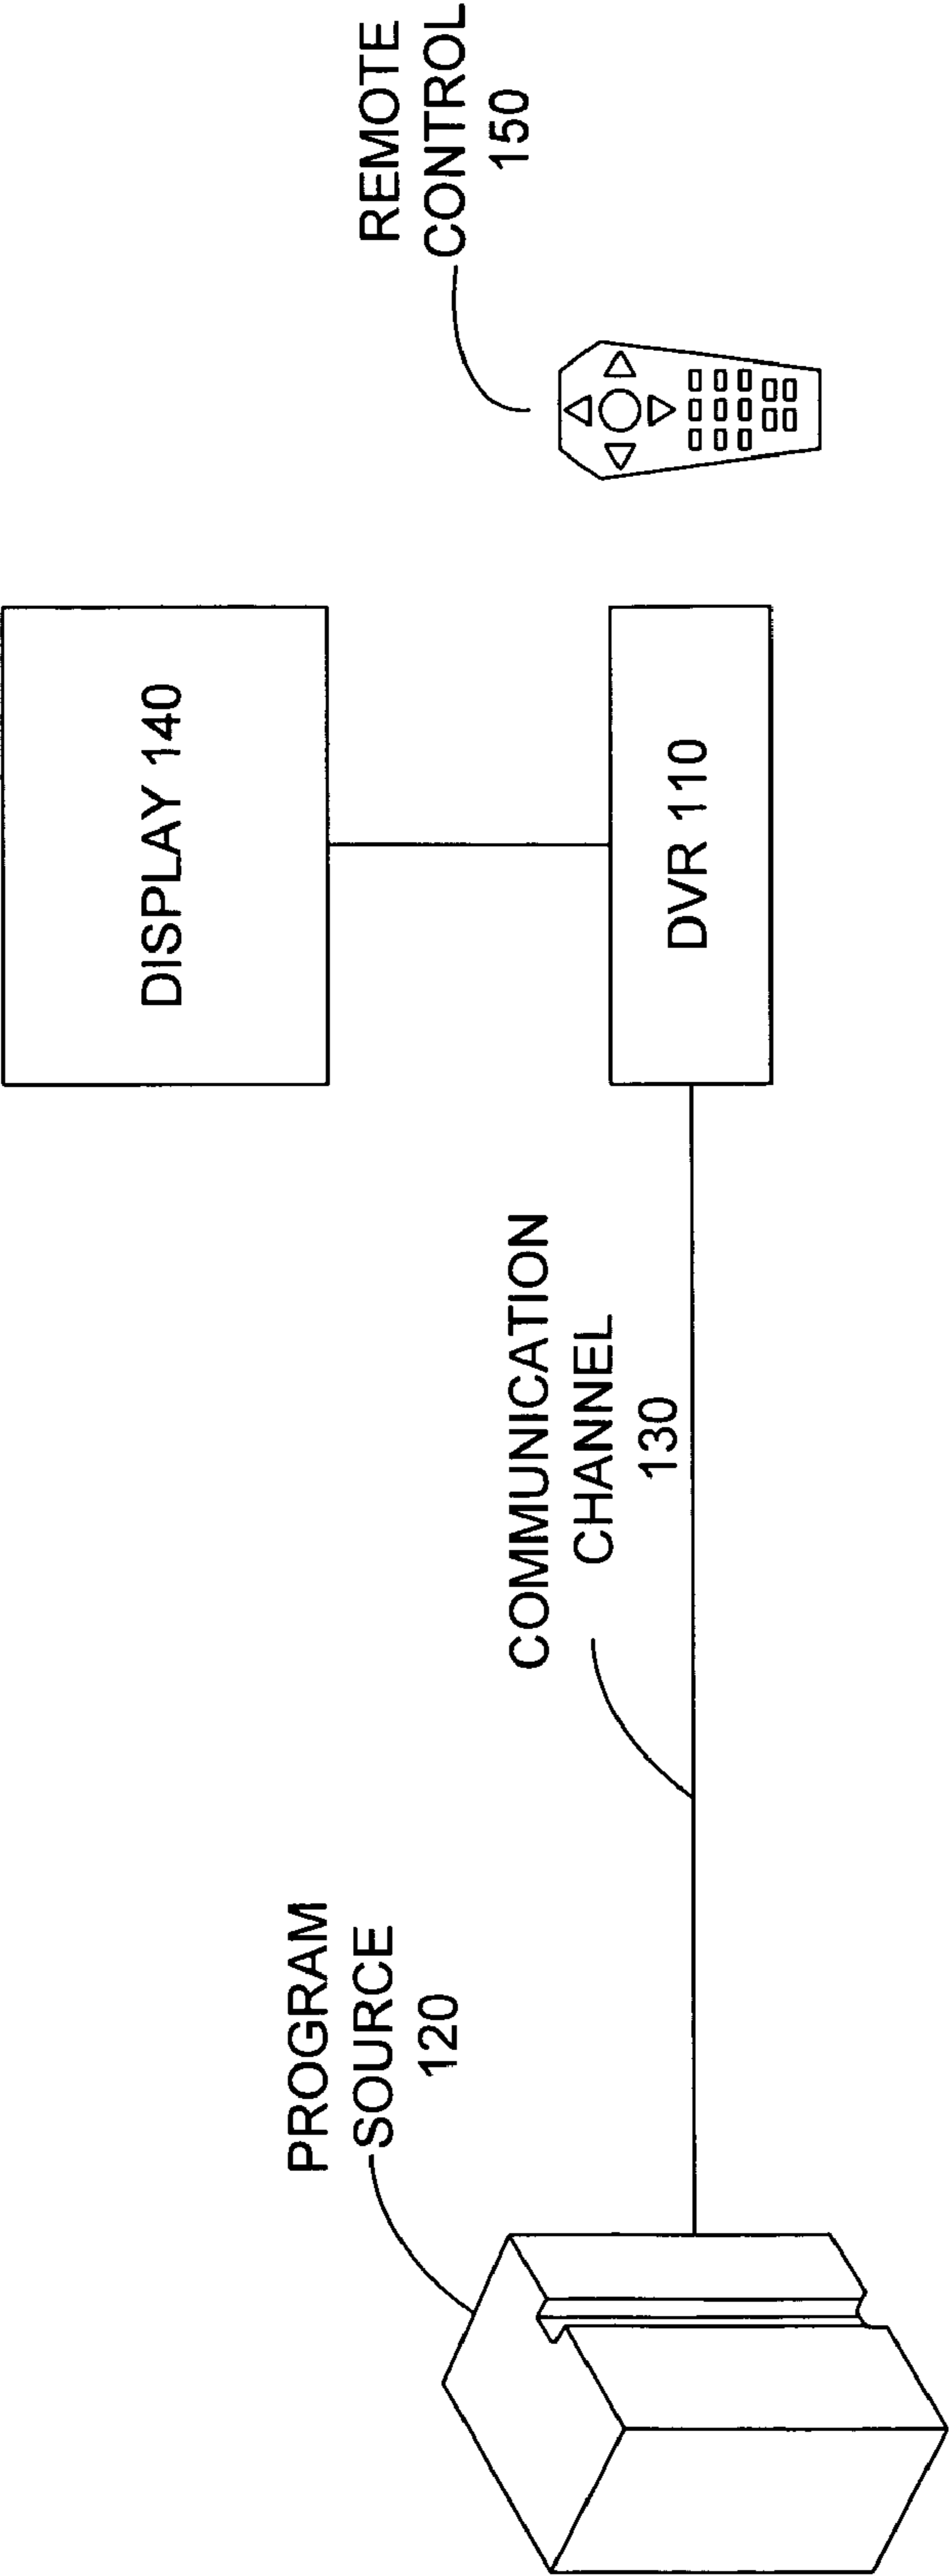 PROGRAM
SOURCE
120
COMMUNICATION
CHANNEL
130
DISPLAY 140
DVR 110
REMOTE
CONTROL
150